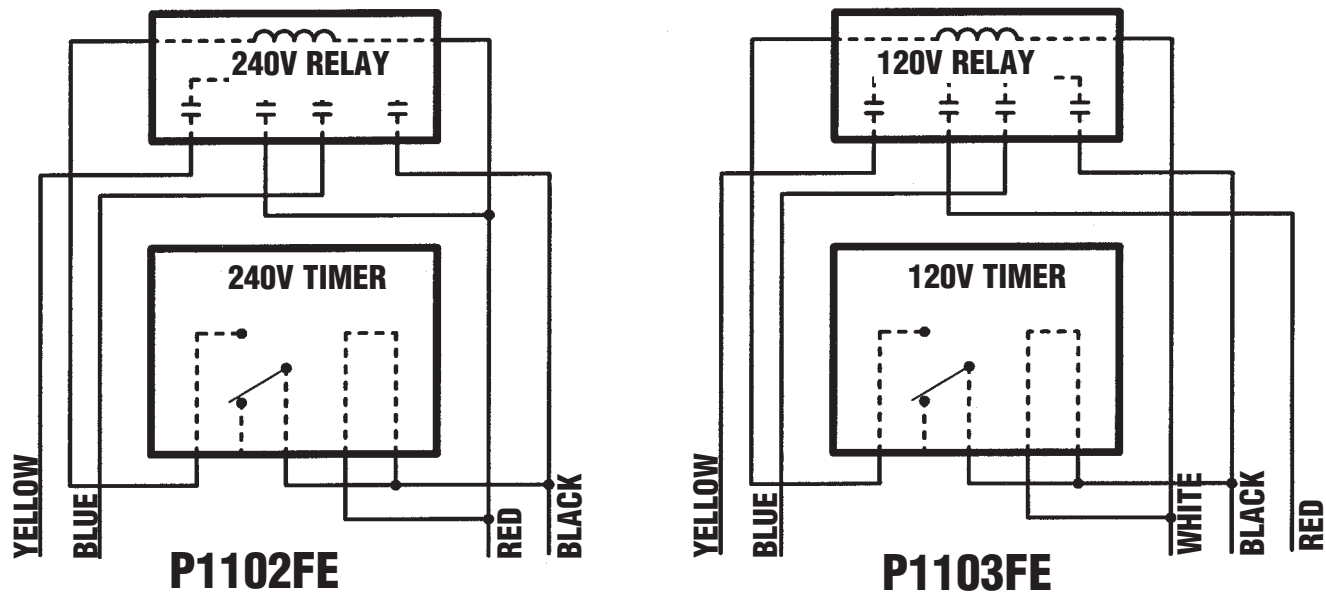 240V RELAY
240V TIMER
YELLOW
BLUE
RED
BLACK
P1102FE
120V RELAY
120V TIMER
YELLOW
BLUE
WHITE
BLACK
RED
P1103FE